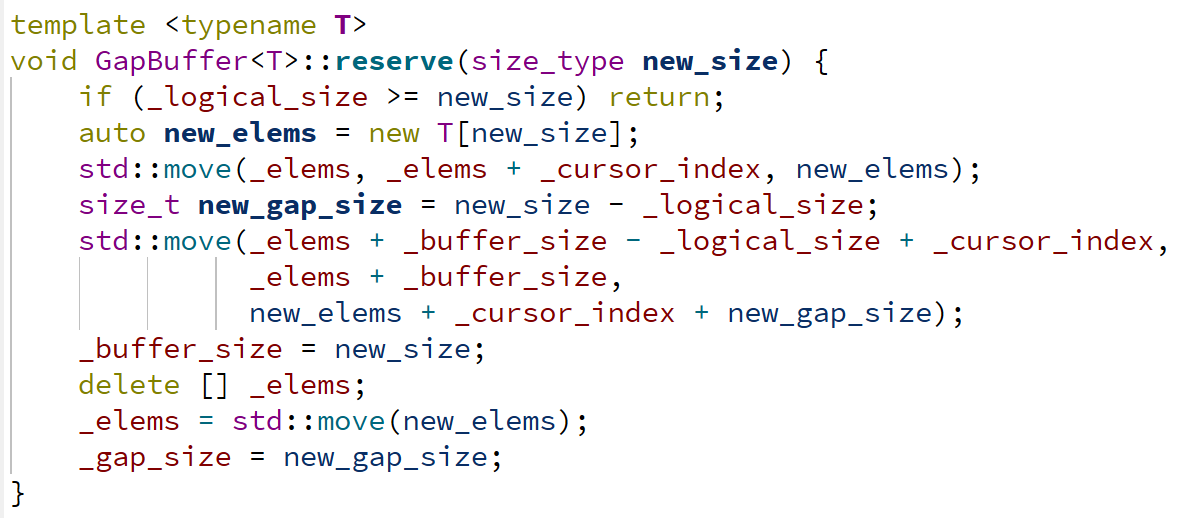 template <typename T>
void GapBuffer<T>::reserve(size_type new_size) {
    if (_logical_size >= new_size) return;
    auto new_elems = new T[new_size];
    std::move(_elems, _elems + _cursor_index, new_elems);
    size_t new_gap_size = new_size - _logical_size;
    std::move(_elems + _buffer_size - _logical_size + _cursor_index,
              _elems + _buffer_size,
              new_elems + _cursor_index + new_gap_size);
    _buffer_size = new_size;
    delete [] _elems;
    _elems = std::move(new_elems);
    _gap_size = new_gap_size;
}